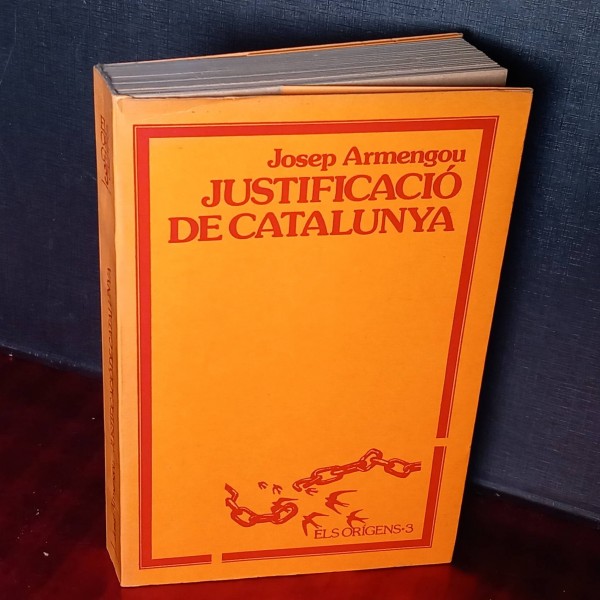 Josep Armengou
JUSTIFICACIÓ
DE CATALUNYA
ELS ORÍGENS·3